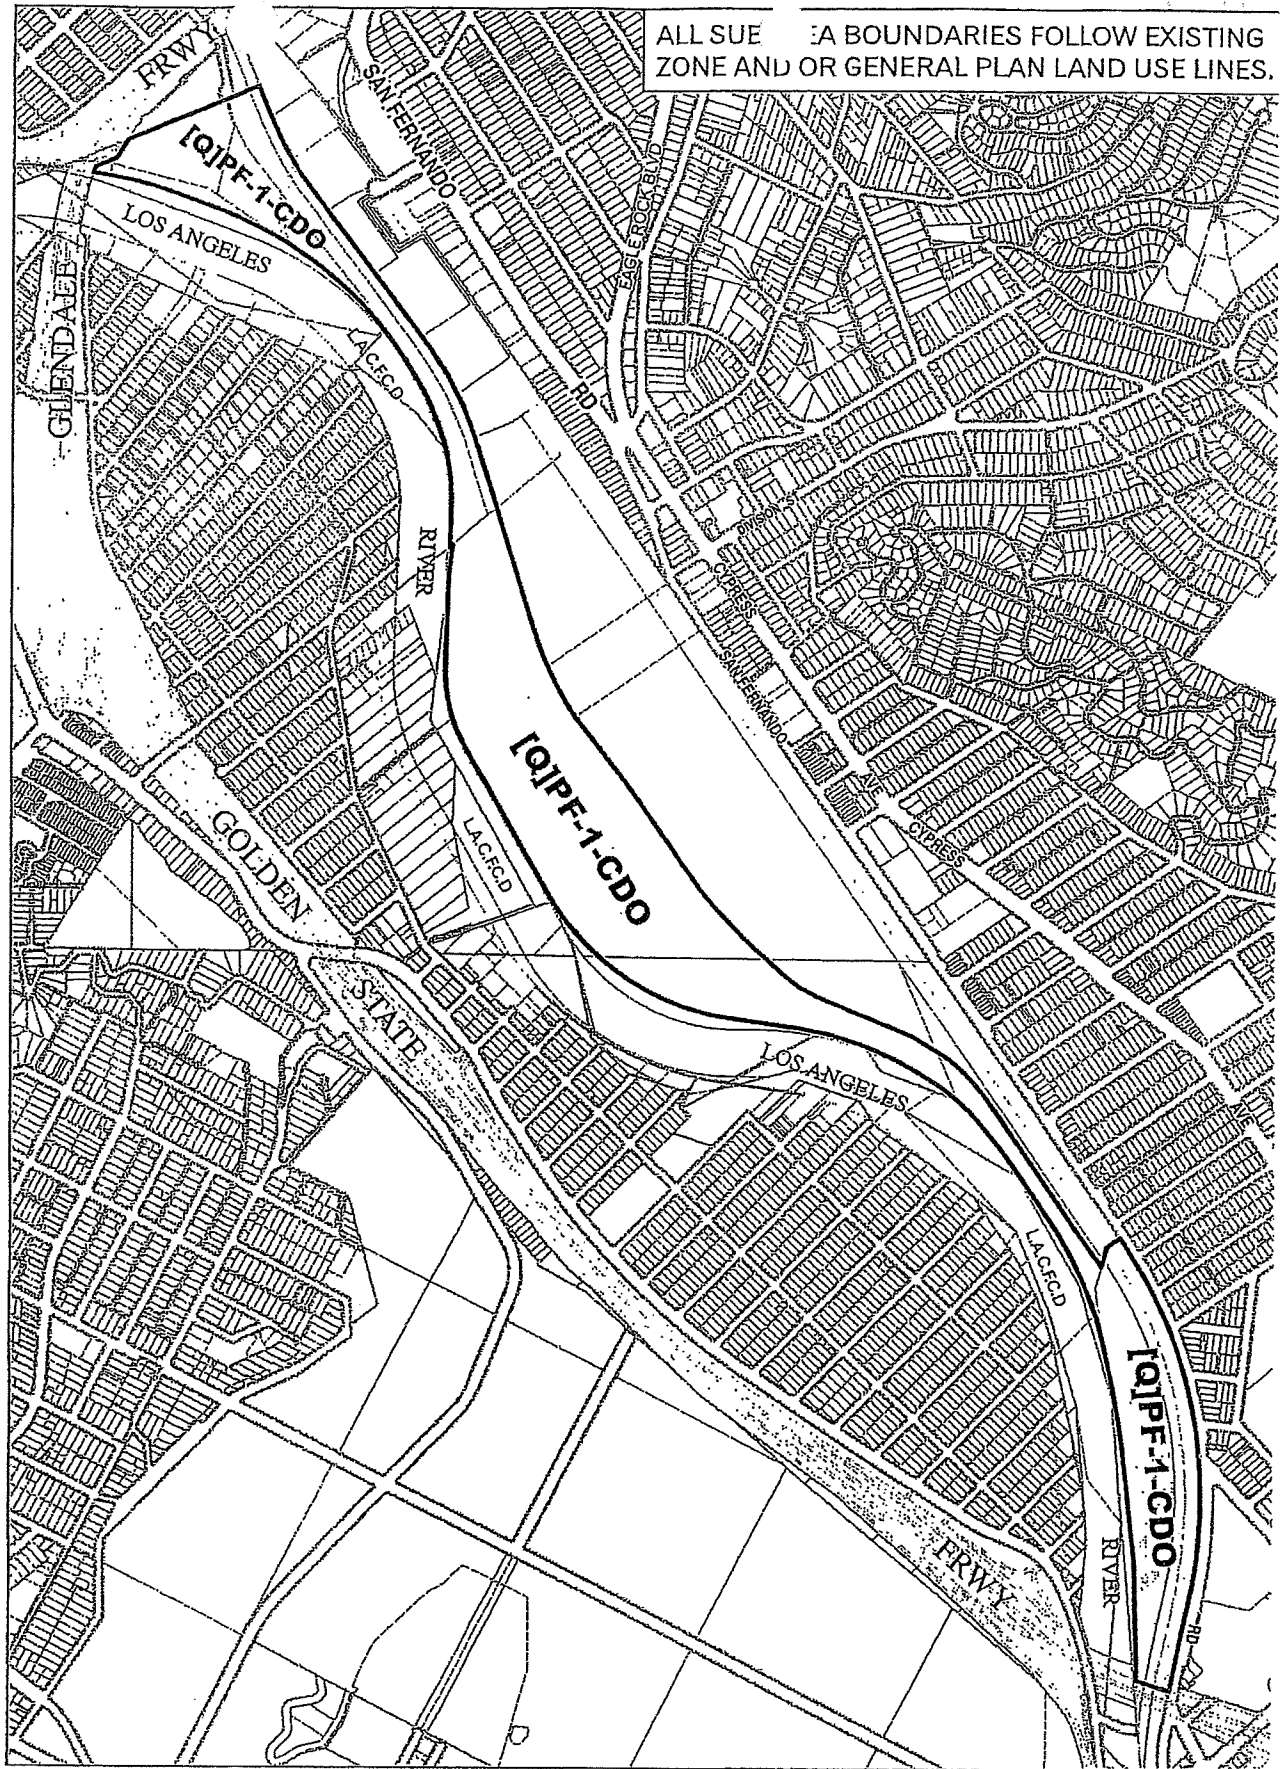 ALL SUE EA BOUNDARIES FOLLOW EXISTING
ZONE AND OR GENERAL PLAN LAND USE LINES.
FRWY
SAN FERNANDO
[Q]PF-1-CDO
EAGLE ROCK BLVD
LOS ANGELES
GLENDALE
L.A.C.F.C.D
RD
RIVER
CYPRESS
SAN FERNANDO
[Q]PF-1-CDO
AVE
GOLDEN
L.A.C.F.C.D
CYPRESS
STATE
LOS ANGELES
AVE
L.A.C.F.C.D
[Q]PF-1-CDO
FRWY
RIVER
RD